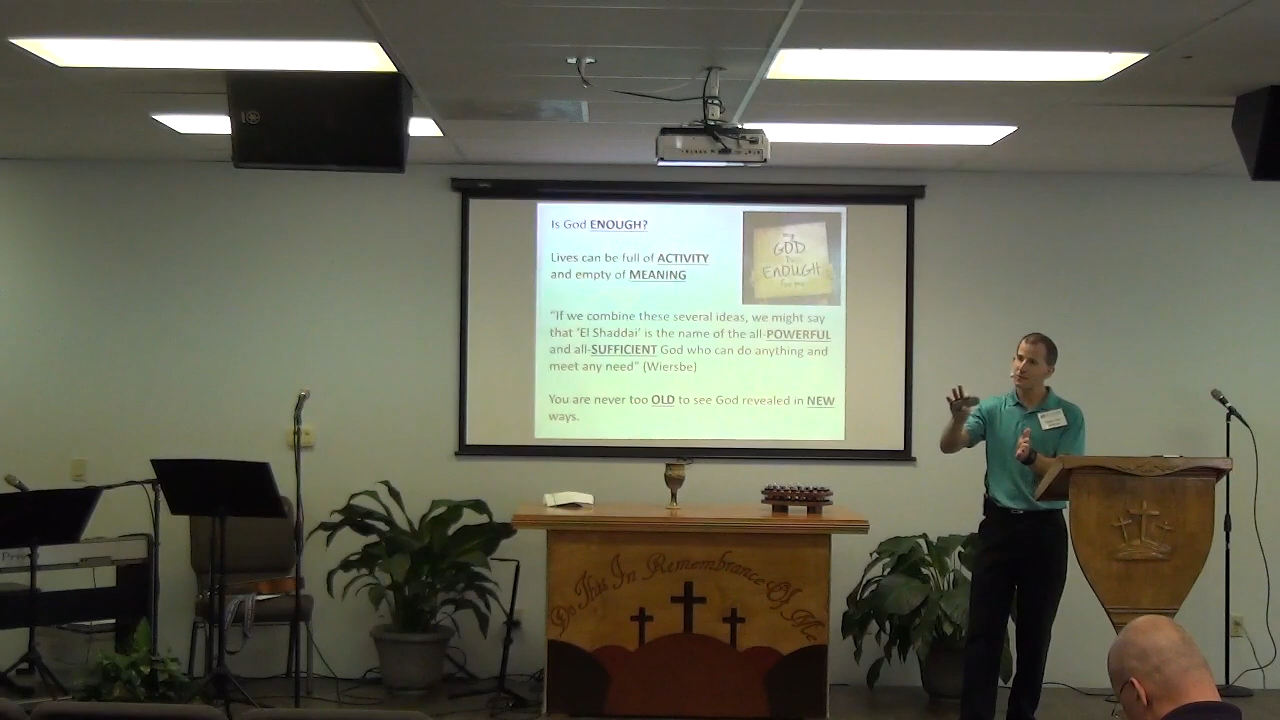 Is God ENOUGH?
Lives can be full of ACTIVITY
and empty of MEANING
GOD
ENOUGH
for me
"If we combine these several ideas, we might say
that 'El Shaddai' is the name of the all-POWERFUL
and all-SUFFICIENT God who can do anything and
meet any need" (Wiersbe)
You are never too OLD to see God revealed in NEW
ways.
Do This In Remembrance Of Me